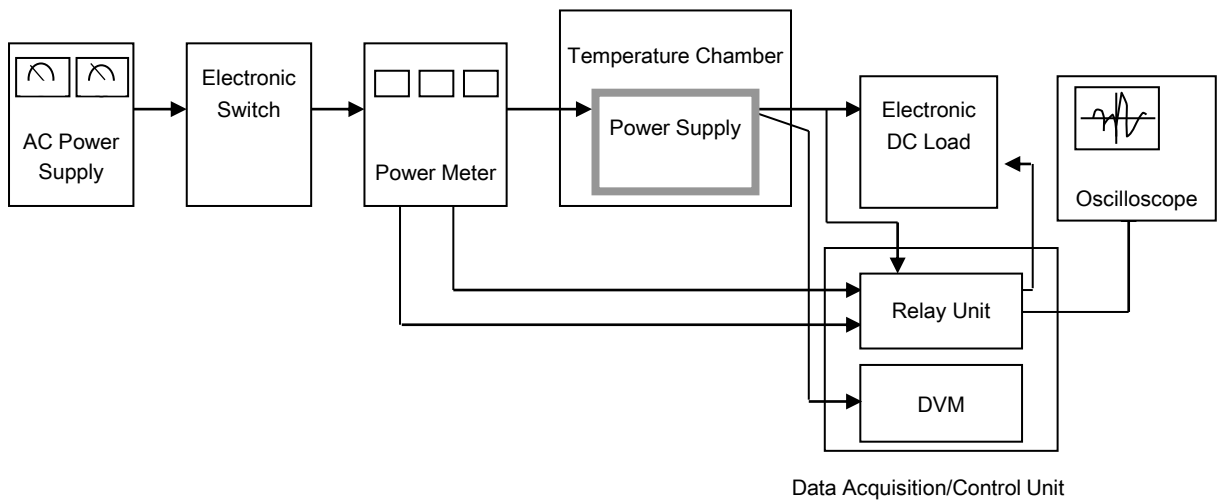 AC Power
Supply
Electronic
Switch
Power Meter
Temperature Chamber
Power Supply
Electronic
DC Load
Oscilloscope
Relay Unit
DVM
Data Acquisition/Control Unit